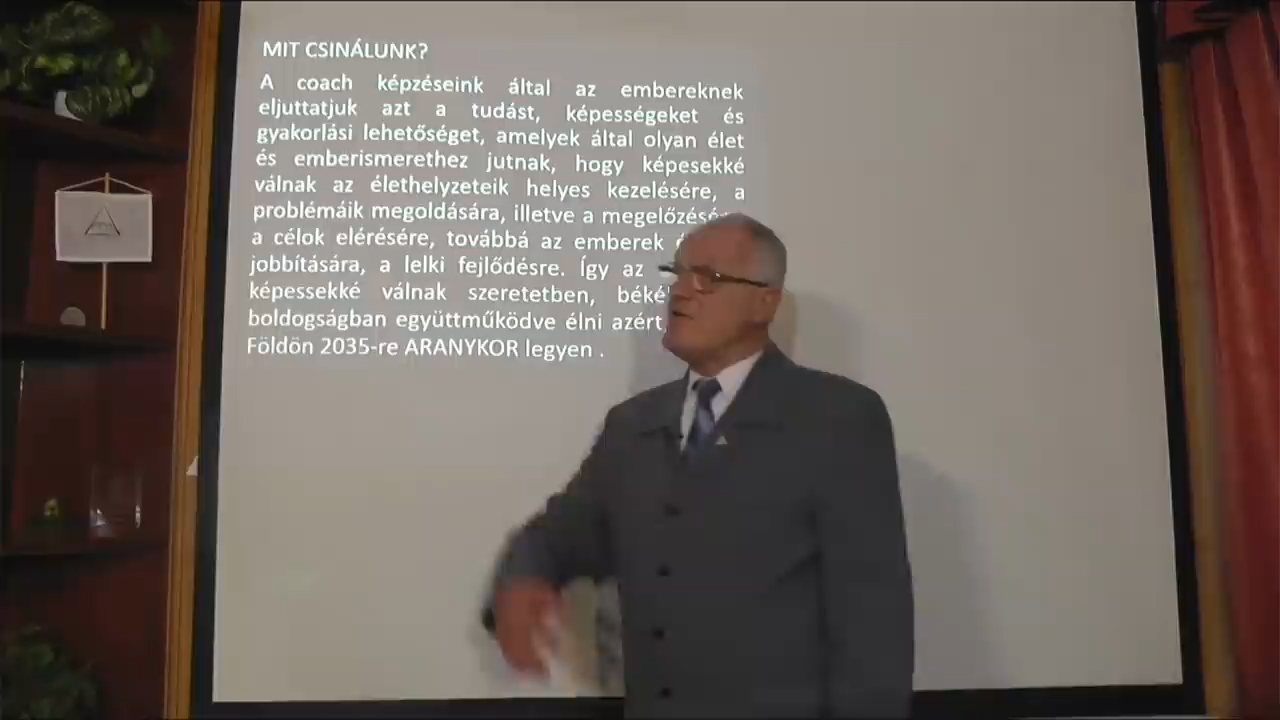 MIT CSINÁLUNK?
A coach képzéseink által az embereknek
eljuttatjuk azt a tudást, képességeket és
gyakorlási lehetőséget, amelyek által olyan élet
és emberismerethez jutnak, hogy képesekké
válnak az élethelyzeteik helyes kezelésére, a
problémáik megoldására, illetve a
a célok elérésére, továbbá az emberek
jobbítására, a lelki fejlődésre. Így az
képessekké válnak szeretetben,
boldogságban együttműködve élni azért
Földön 2035-re ARANYKOR legyen .